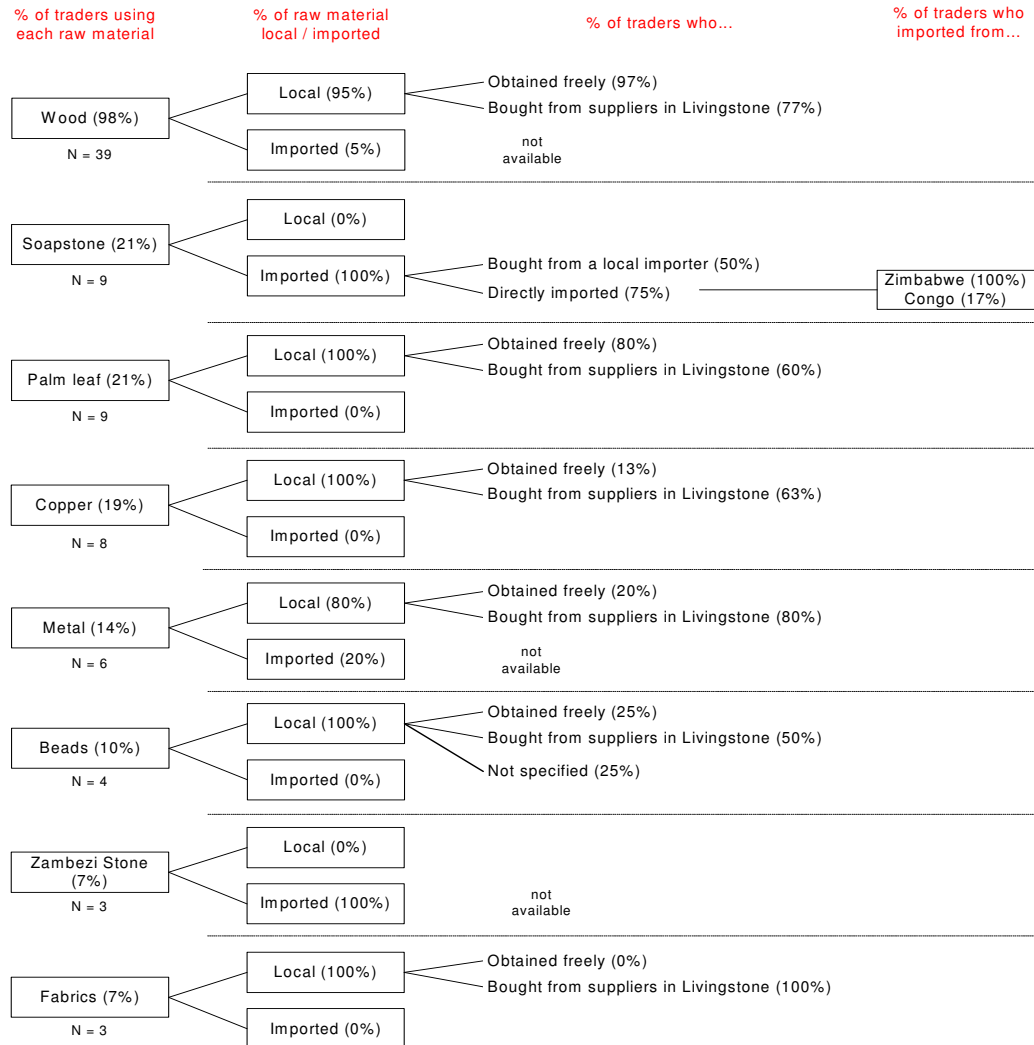 % of traders using
each raw material
% of raw material
local / imported
% of traders who...
% of traders who
imported from...
Wood (98%)
N = 39
Local (95%)
Imported (5%)
Obtained freely (97%)
Bought from suppliers in Livingstone (77%)
not
available
Soapstone (21%)
N = 9
Local (0%)
Imported (100%)
Bought from a local importer (50%)
Directly imported (75%)
Zimbabwe (100%)
Congo (17%)
Palm leaf (21%)
N = 9
Local (100%)
Imported (0%)
Obtained freely (80%)
Bought from suppliers in Livingstone (60%)
Copper (19%)
N = 8
Local (100%)
Imported (0%)
Obtained freely (13%)
Bought from suppliers in Livingstone (63%)
Metal (14%)
N = 6
Local (80%)
Imported (20%)
Obtained freely (20%)
Bought from suppliers in Livingstone (80%)
not
available
Beads (10%)
N = 4
Local (100%)
Imported (0%)
Obtained freely (25%)
Bought from suppliers in Livingstone (50%)
Not specified (25%)
Zambezi Stone
(7%)
N = 3
Local (0%)
Imported (100%)
not
available
Fabrics (7%)
N = 3
Local (100%)
Imported (0%)
Obtained freely (0%)
Bought from suppliers in Livingstone (100%)